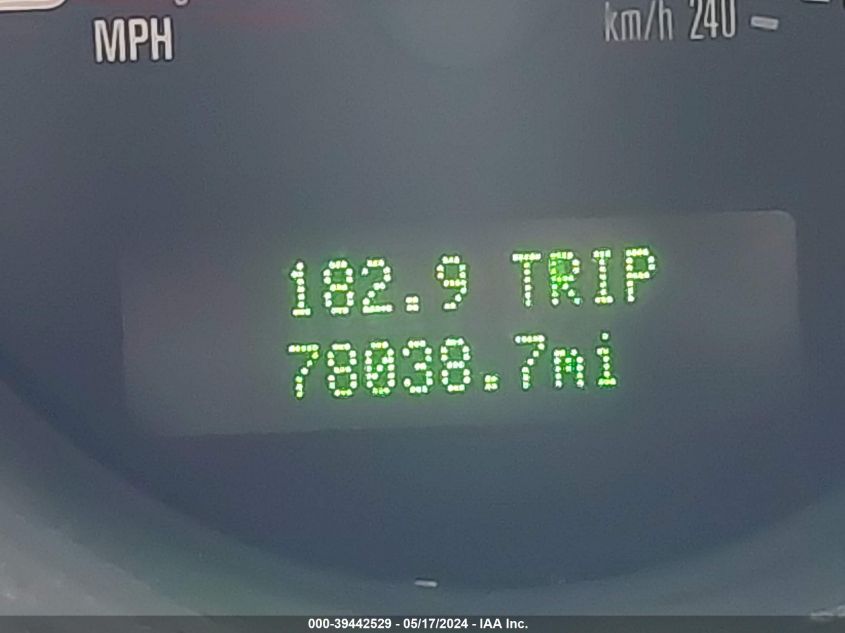 MPH
km/h 240
182.9 TRIP
78038.7mi
000-39442529 - 05/17/2024 - IAA Inc.